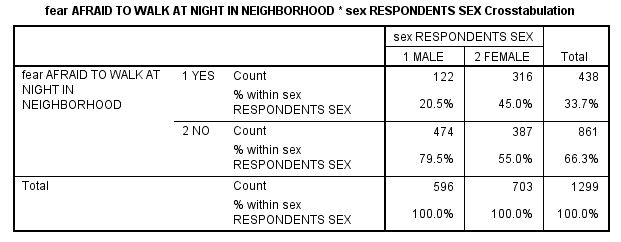 fear AFRAID TO WALK AT NIGHT IN NEIGHBORHOOD * sex RESPONDENTS SEX Crosstabulation
sex RESPONDENTS SEX
1 MALE 2 FEMALE Total
fear AFRAID TO WALK AT 1 YES Count 122 316 438
NIGHT IN
NEIGHBORHOOD
% within sex
RESPONDENTS SEX 20.5% 45.0% 33.7%
2 NO Count 474 387 861
% within sex
RESPONDENTS SEX 79.5% 55.0% 66.3%
Total Count 596 703 1299
% within sex
RESPONDENTS SEX 100.0% 100.0% 100.0%